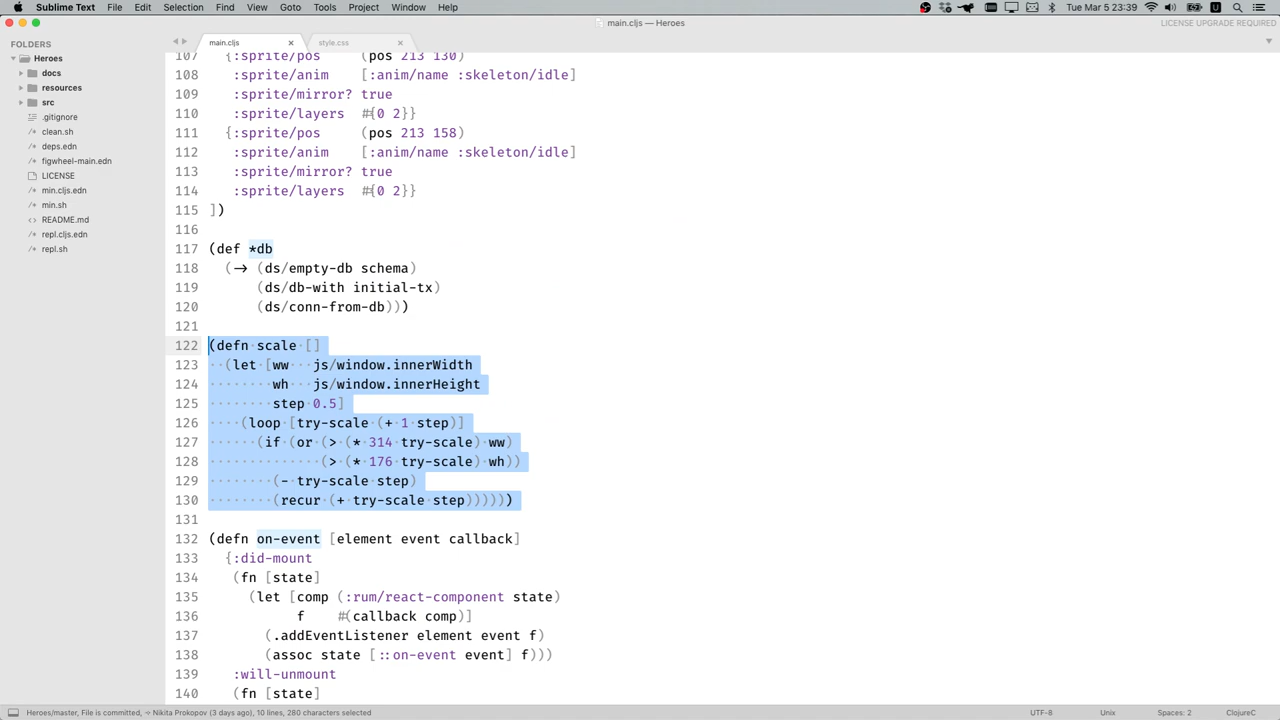 Sublime Text File Edit Selection Find View Goto Tools Project Window Help Tue Mar 5 23:39
main.cljs — Heroes LICENSE UPGRADE REQUIRED
FOLDERS
Heroes
docs
resources
src
.gitignore
clean.sh
deps.edn
figwheel-main.edn
LICENSE
min.cljs.edn
min.sh
README.md
repl.cljs.edn
repl.sh
main.cljs style.css
107 {:sprite/pos (pos 213 130)
108 :sprite/anim [:anim/name :skeleton/idle]
109 :sprite/mirror? true
110 :sprite/layers #{0 2}}
111 {:sprite/pos (pos 213 158)
112 :sprite/anim [:anim/name :skeleton/idle]
113 :sprite/mirror? true
114 :sprite/layers #{0 2}}
115 ])
116
117 (def *db
118 (-> (ds/empty-db schema)
119 (ds/db-with initial-tx)
120 (ds/conn-from-db)))
121
122 (defn scale []
123 (let [ww js/window.innerWidth
124 wh js/window.innerHeight
125 step 0.5]
126 (loop [try-scale (+ 1 step)]
127 (if (or (> (* 314 try-scale) ww)
128 (> (* 176 try-scale) wh))
129 (- try-scale step)
130 (recur (+ try-scale step))))))
131
132 (defn on-event [element event callback]
133 {:did-mount
134 (fn [state]
135 (let [comp (:rum/react-component state)
136 f #(callback comp)]
137 (.addEventListener element event f)
138 (assoc state [::on-event event] f)))
139 :will-unmount
140 (fn [state]
Heroes/master, File is committed, ← Nikita Prokopov (3 days ago), 10 lines, 280 characters selected UTF-8 Unix Spaces: 2 ClojureC